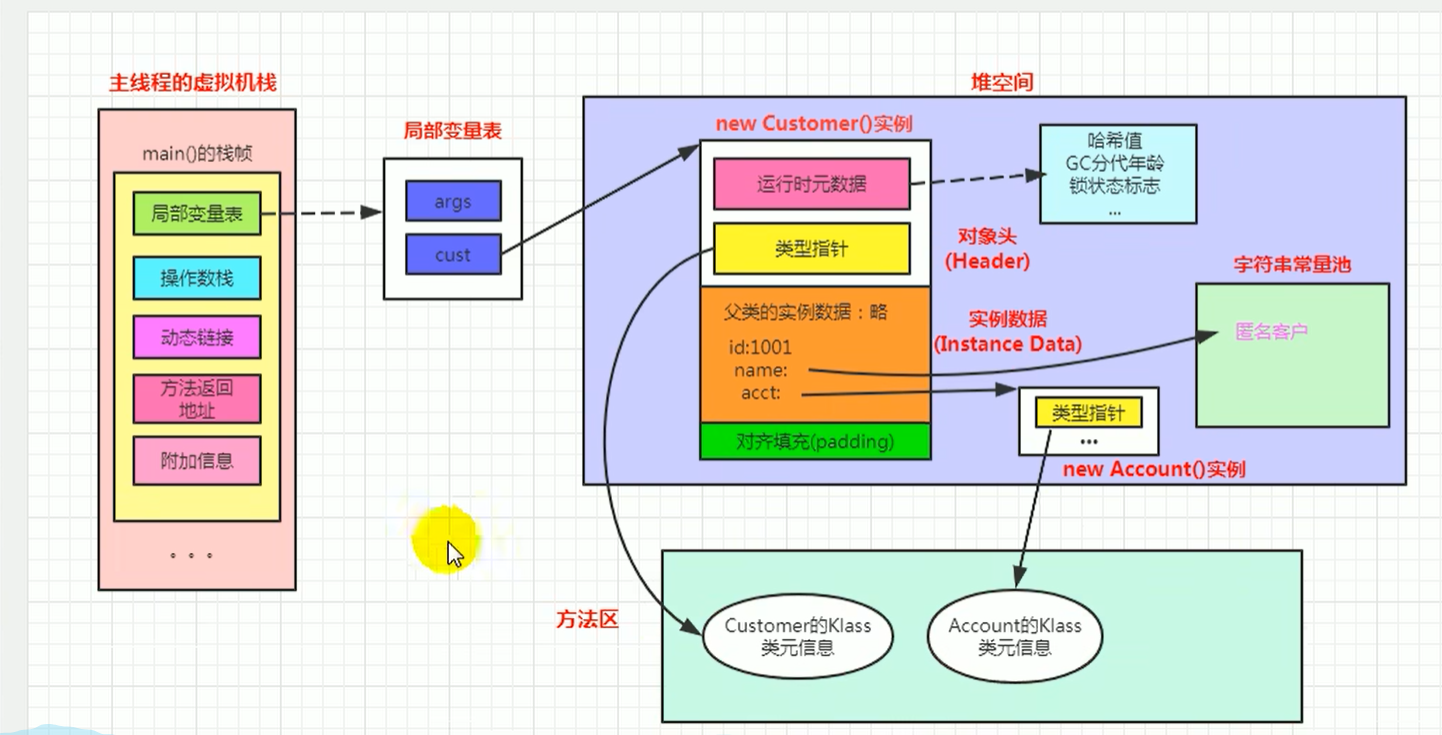 主线程的虚拟机栈
main()的栈帧
局部变量表
操作数栈
动态链接
方法返回
地址
附加信息
。。。
局部变量表
args
cust
堆空间
new Customer()实例
运行时元数据
类型指针
哈希值
GC分代年龄
锁状态标志
...
对象头
(Header)
父类的实例数据：略
id:1001
name:
acct:
实例数据
(Instance Data)
对齐填充(padding)
字符串常量池
匿名客户
类型指针
...
new Account()实例
方法区
Customer的Klass
类元信息
Account的Klass
类元信息